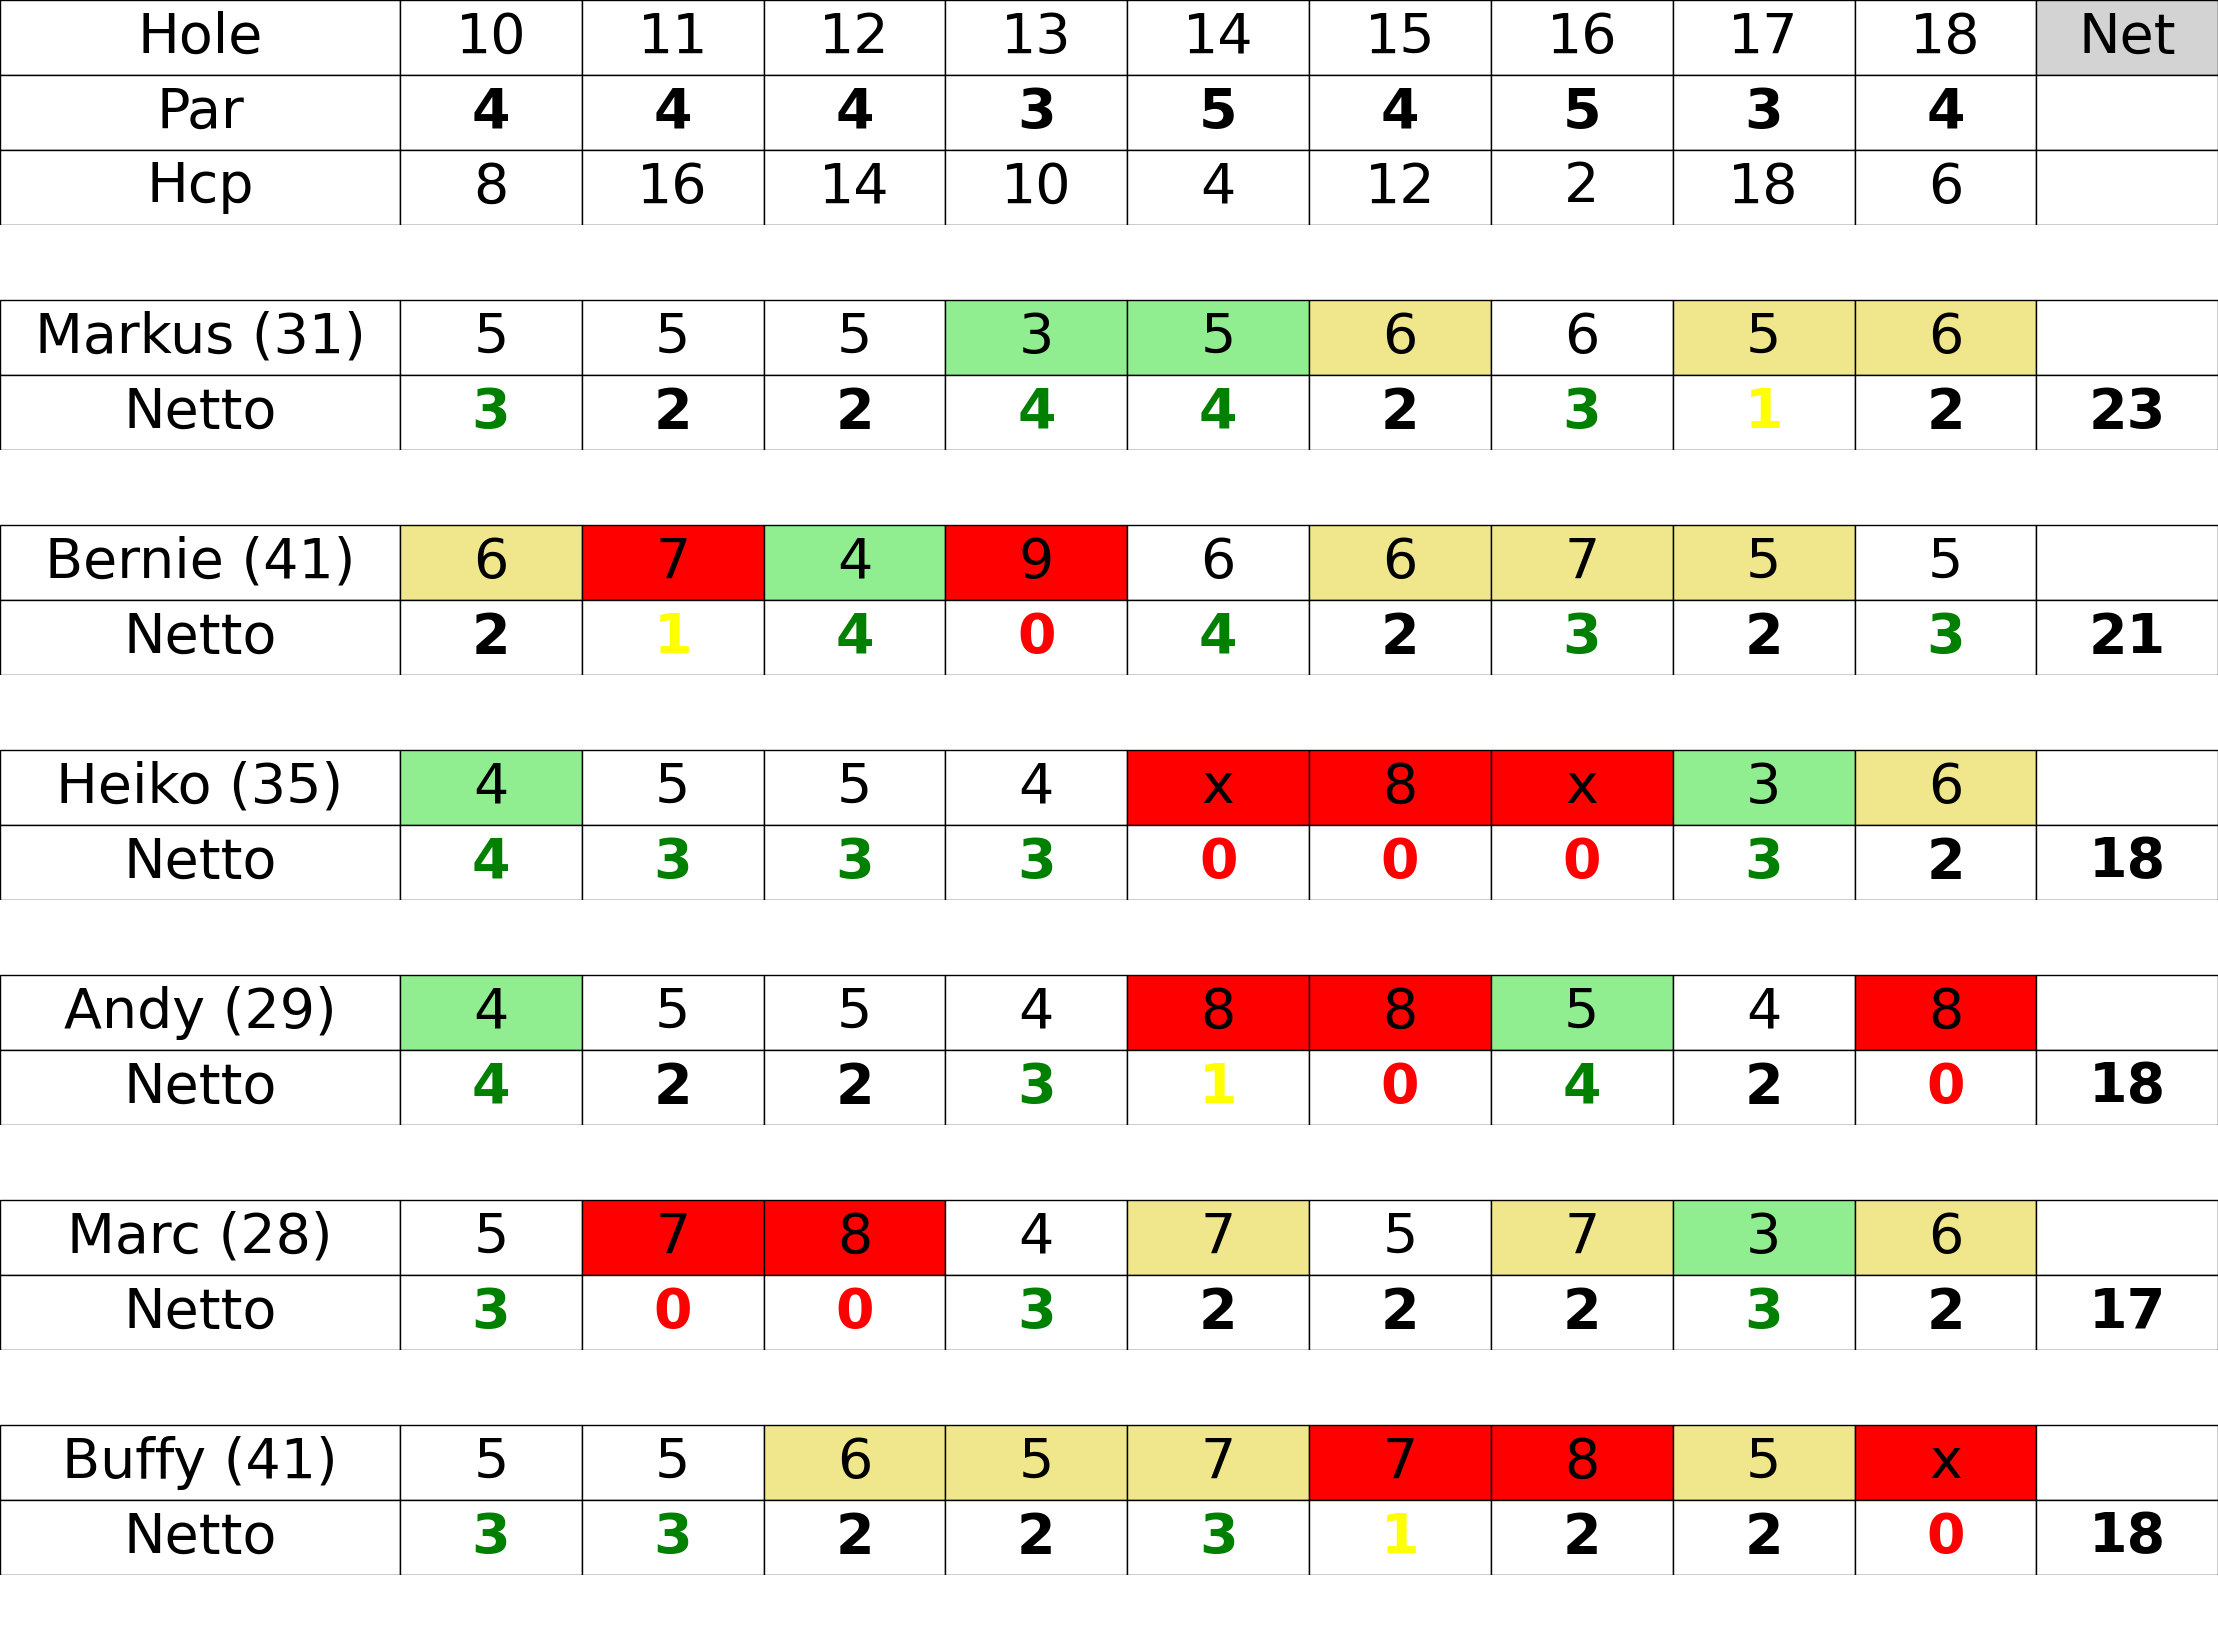 Hole 10 11 12 13 14 15 16 17 18 Net
Par 4 4 4 3 5 4 5 3 4
Hcp 8 16 14 10 4 12 2 18 6
Markus (31) 5 5 5 3 5 6 6 5 6
Netto 3 2 2 4 4 2 3 1 2 23
Bernie (41) 6 7 4 9 6 6 7 5 5
Netto 2 1 4 0 4 2 3 2 3 21
Heiko (35) 4 5 5 4 x 8 x 3 6
Netto 4 3 3 3 0 0 0 3 2 18
Andy (29) 4 5 5 4 8 8 5 4 8
Netto 4 2 2 3 1 0 4 2 0 18
Marc (28) 5 7 8 4 7 5 7 3 6
Netto 3 0 0 3 2 2 2 3 2 17
Buffy (41) 5 5 6 5 7 7 8 5 x
Netto 3 3 2 2 3 1 2 2 0 18